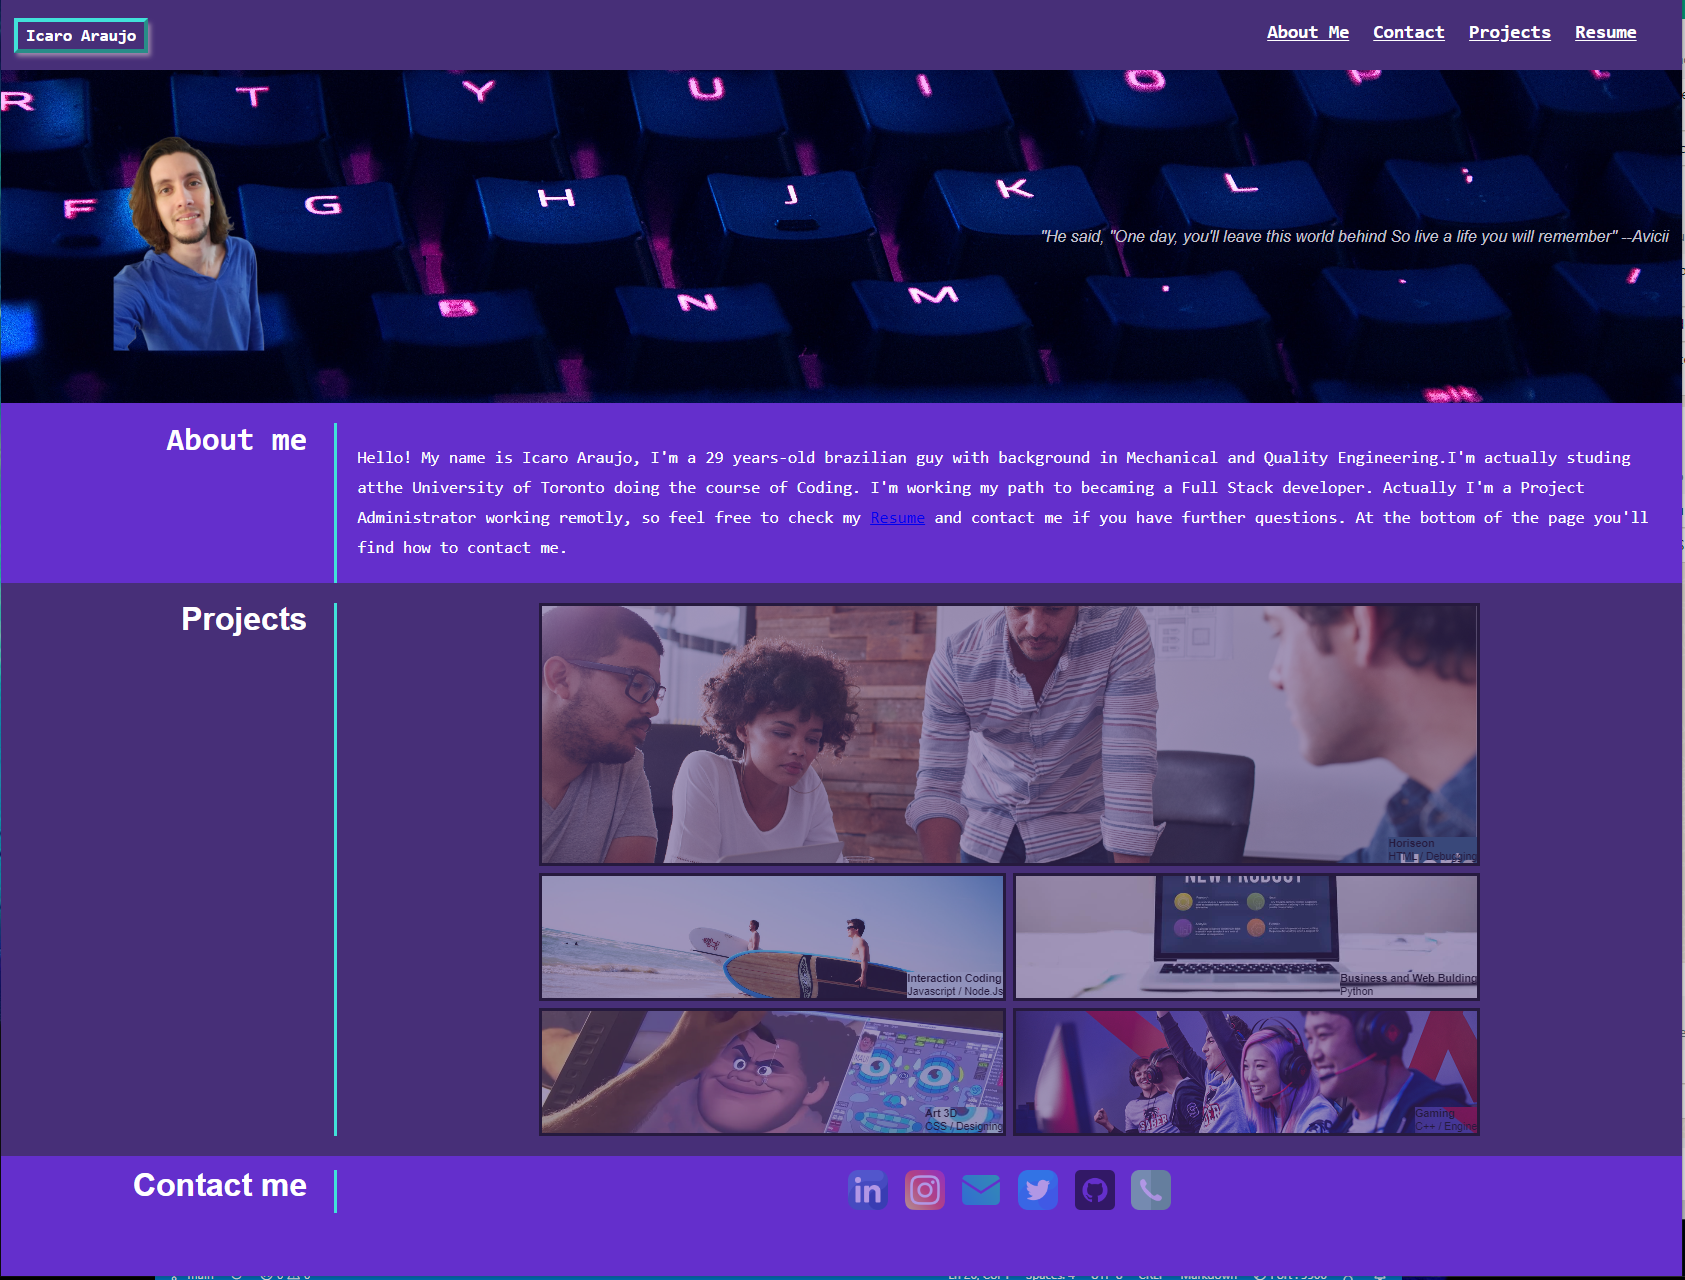 Icaro Araujo
About Me Contact Projects Resume
R T Y U I O P
F G H J K L ;
"He said, "One day, you'll leave this world behind So live a life you will remember" --Avicii
B N M , . /
About me
Hello! My name is Icaro Araujo, I'm a 29 years-old brazilian guy with background in Mechanical and Quality Engineering.I'm actually studing
atthe University of Toronto doing the course of Coding. I'm working my path to becaming a Full Stack developer. Actually I'm a Project
Administrator working remotly, so feel free to check my Resume and contact me if you have further questions. At the bottom of the page you'll
find how to contact me.
Projects
Horiseon
HTML / Debugging
NEW PRODUCT
Interaction Coding
Javascript / Node.Js
Business and Web Bulding
Python
Art 3D
CSS / Designing
Gaming
C++ / Engine
Contact me
in